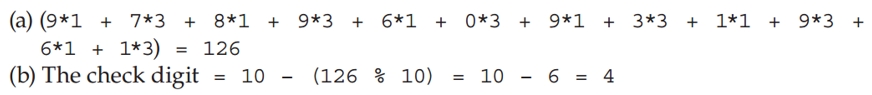 (a) (9*1 + 7*3 + 8*1 + 9*3 + 6*1 + 0*3 + 9*1 + 3*3 + 1*1 + 9*3 +
6*1 + 1*3) = 126
(b) The check digit = 10 - (126 % 10) = 10 - 6 = 4